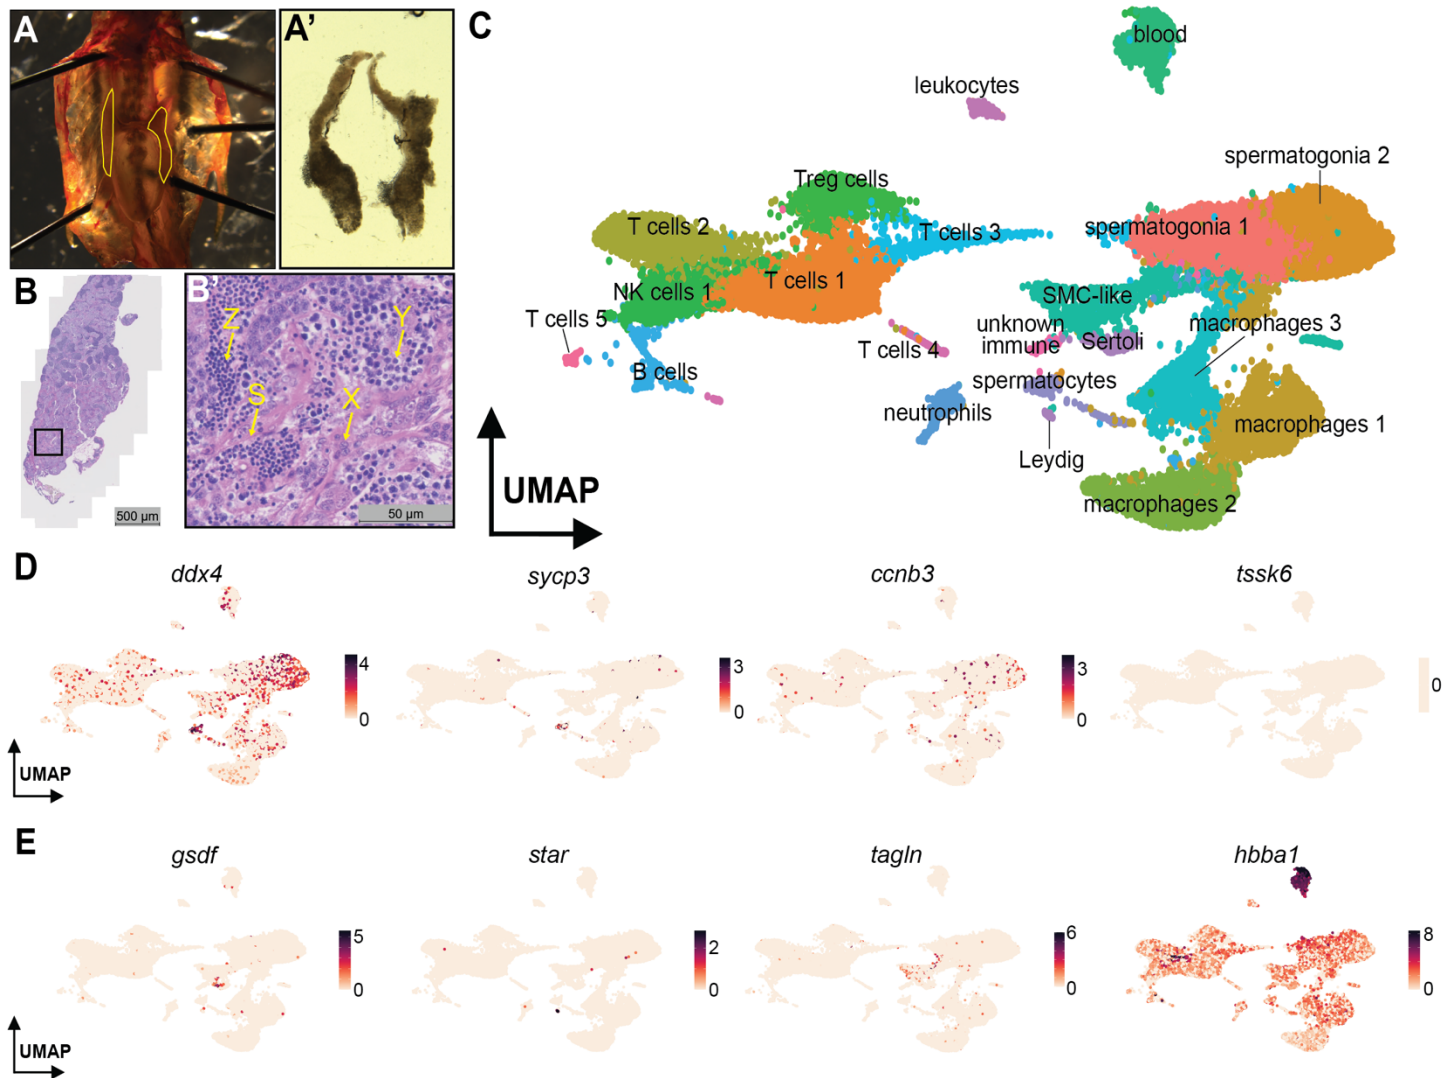 A
A'
B
500 µm
B'
Z
Y
S
X
50 µm
C
blood
leukocytes
spermatogonia 2
Treg cells
T cells 2
T cells 3
spermatogonia 1
T cells 1
NK cells 1
SMC-like
T cells 5
unknown
immune
Sertoli
macrophages 3
T cells 4
B cells
spermatocytes
neutrophils
macrophages 1
Leydig
macrophages 2
UMAP
D
ddx4
4
0
sycp3
3
0
ccnb3
3
0
tssk6
0
UMAP
E
gsdf
5
0
star
2
0
tagln
6
0
hbba1
8
0
UMAP